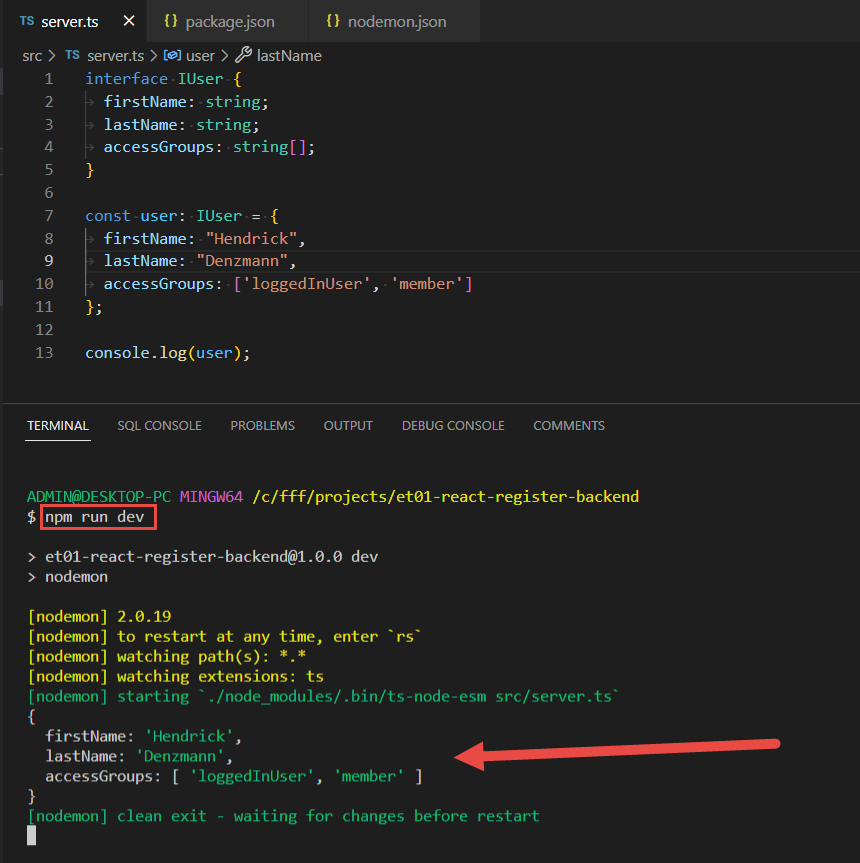 TS server.ts ✕ {} package.json {} nodemon.json
src > TS server.ts > user > lastName
1 interface IUser {
2 firstName: string;
3 lastName: string;
4 accessGroups: string[];
5 }
6
7 const user: IUser = {
8 firstName: "Hendrick",
9 lastName: "Denzmann",
10 accessGroups: ['loggedInUser', 'member']
11 };
12
13 console.log(user);
TERMINAL SQL CONSOLE PROBLEMS OUTPUT DEBUG CONSOLE COMMENTS
ADMIN@DESKTOP-PC MINGW64 /c/fff/projects/et01-react-register-backend
$ npm run dev
> et01-react-register-backend@1.0.0 dev
> nodemon
[nodemon] 2.0.19
[nodemon] to restart at any time, enter `rs`
[nodemon] watching path(s): *.*
[nodemon] watching extensions: ts
[nodemon] starting `./node_modules/.bin/ts-node-esm src/server.ts`
{
firstName: 'Hendrick',
lastName: 'Denzmann',
accessGroups: [ 'loggedInUser', 'member' ]
}
[nodemon] clean exit - waiting for changes before restart